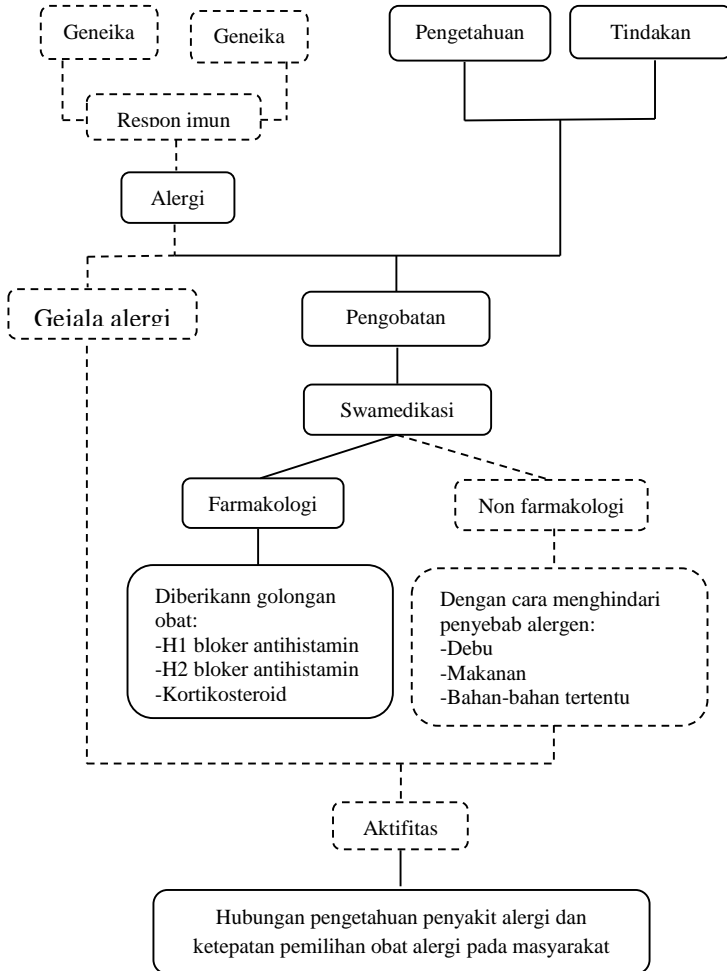 Geneika
Geneika
Pengetahuan
Tindakan
Respon imun
Alergi
Gejala alergi
Pengobatan
Swamedikasi
Farmakologi
Non farmakologi
Diberikann golongan
obat:
-H1 bloker antihistamin
-H2 bloker antihistamin
-Kortikosteroid
Dengan cara menghindari
penyebab alergen:
-Debu
-Makanan
-Bahan-bahan tertentu
Aktifitas
Hubungan pengetahuan penyakit alergi dan
ketepatan pemilihan obat alergi pada masyarakat